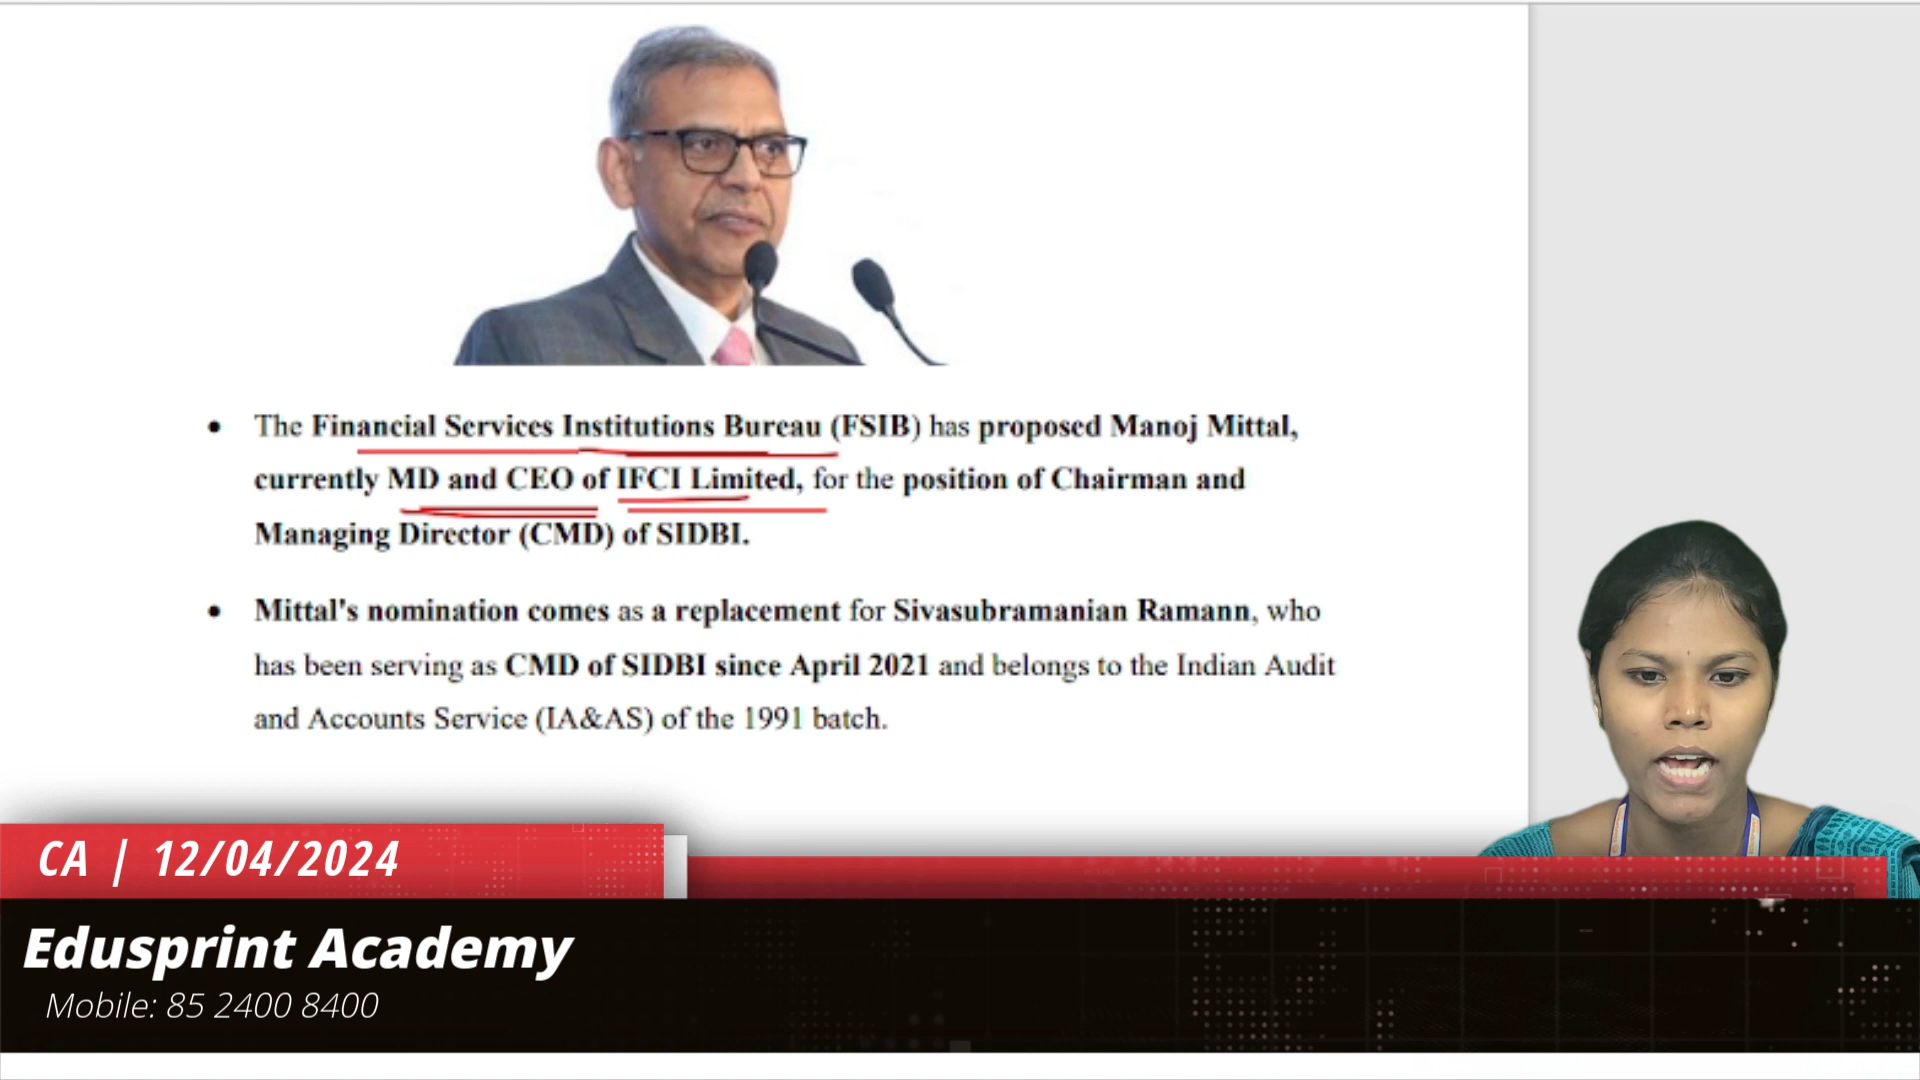 The Financial Services Institutions Bureau (FSIB) has proposed Manoj Mittal,
currently MD and CEO of IFCI Limited, for the position of Chairman and
Managing Director (CMD) of SIDBI.
Mittal's nomination comes as a replacement for Sivasubramanian Ramann, who
has been serving as CMD of SIDBI since April 2021 and belongs to the Indian Audit
and Accounts Service (IA&AS) of the 1991 batch.
CA | 12/04/2024
Edusprint Academy
Mobile: 85 2400 8400